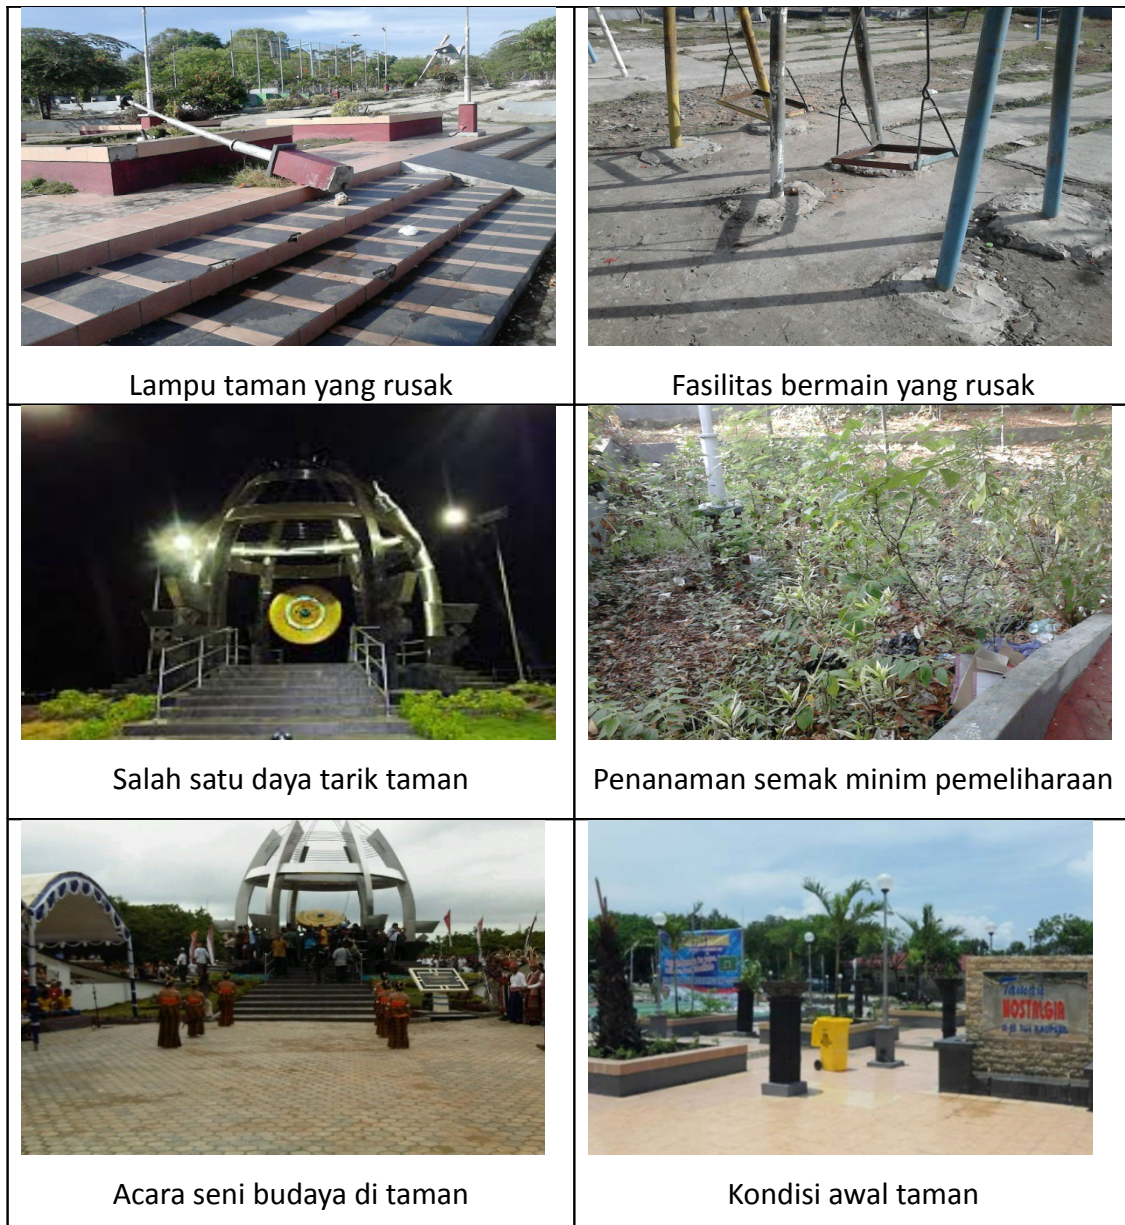 Lampu taman yang rusak
Fasilitas bermain yang rusak
Salah satu daya tarik taman
Penanaman semak minim pemeliharaan
Acara seni budaya di taman
Taman
NOSTALGIA
Kondisi awal taman